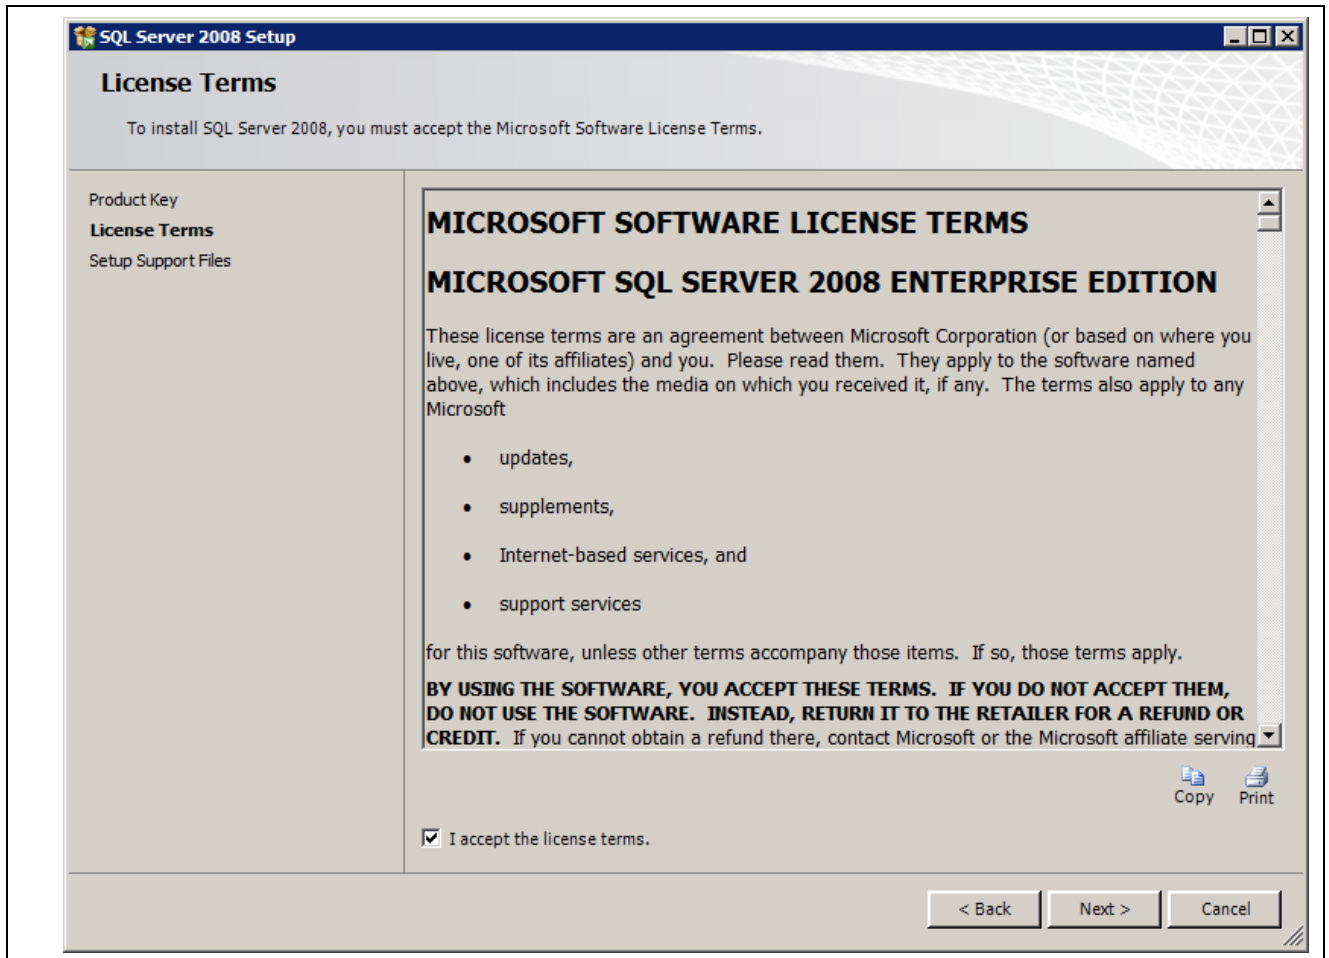 SQL Server 2008 Setup
License Terms
To install SQL Server 2008, you must accept the Microsoft Software License Terms.
Product Key
License Terms
Setup Support Files
MICROSOFT SOFTWARE LICENSE TERMS
MICROSOFT SQL SERVER 2008 ENTERPRISE EDITION
These license terms are an agreement between Microsoft Corporation (or based on where you
live, one of its affiliates) and you.  Please read them.  They apply to the software named
above, which includes the media on which you received it, if any.  The terms also apply to any
Microsoft
• updates,
• supplements,
• Internet-based services, and
• support services
for this software, unless other terms accompany those items.  If so, those terms apply.
BY USING THE SOFTWARE, YOU ACCEPT THESE TERMS.  IF YOU DO NOT ACCEPT THEM,
DO NOT USE THE SOFTWARE.  INSTEAD, RETURN IT TO THE RETAILER FOR A REFUND OR
CREDIT.  If you cannot obtain a refund there, contact Microsoft or the Microsoft affiliate serving
Copy Print
I accept the license terms.
< Back Next > Cancel